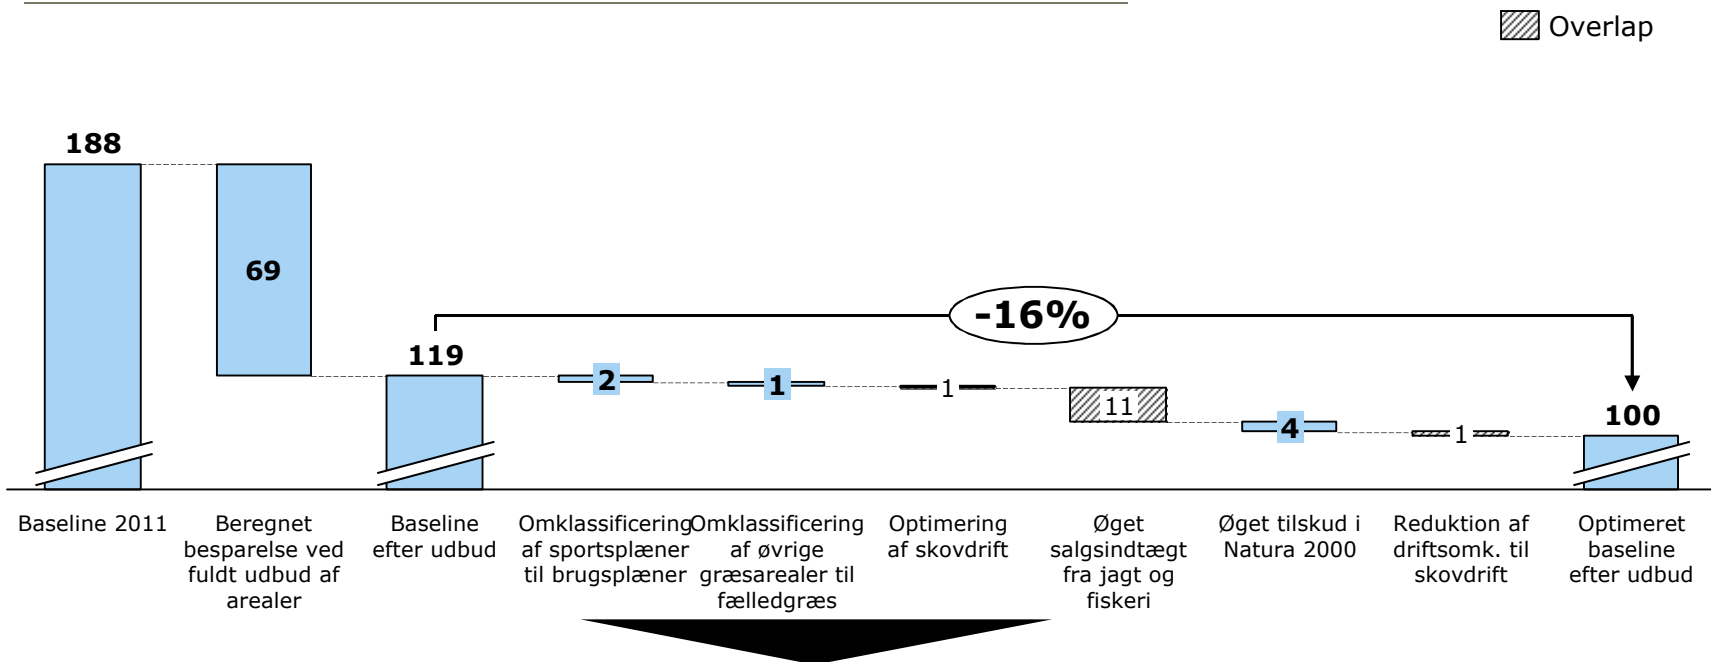 Overlap
188
69
-16%
119
2
1
1
11
4
1
100
Baseline 2011
Beregnet
besparelse ved
fuldt udbud af
arealer
Baseline
efter udbud
Omklassificering
af sportsplæner
til brugsplæner
Omklassificering
af øvrige
græsarealer til
fælledgræs
Optimering
af skovdrift
Øget
salgsindtægt
fra jagt og
fiskeri
Øget tilskud i
Natura 2000
Reduktion af
driftsomk. til
skovdrift
Optimeret
baseline
efter udbud